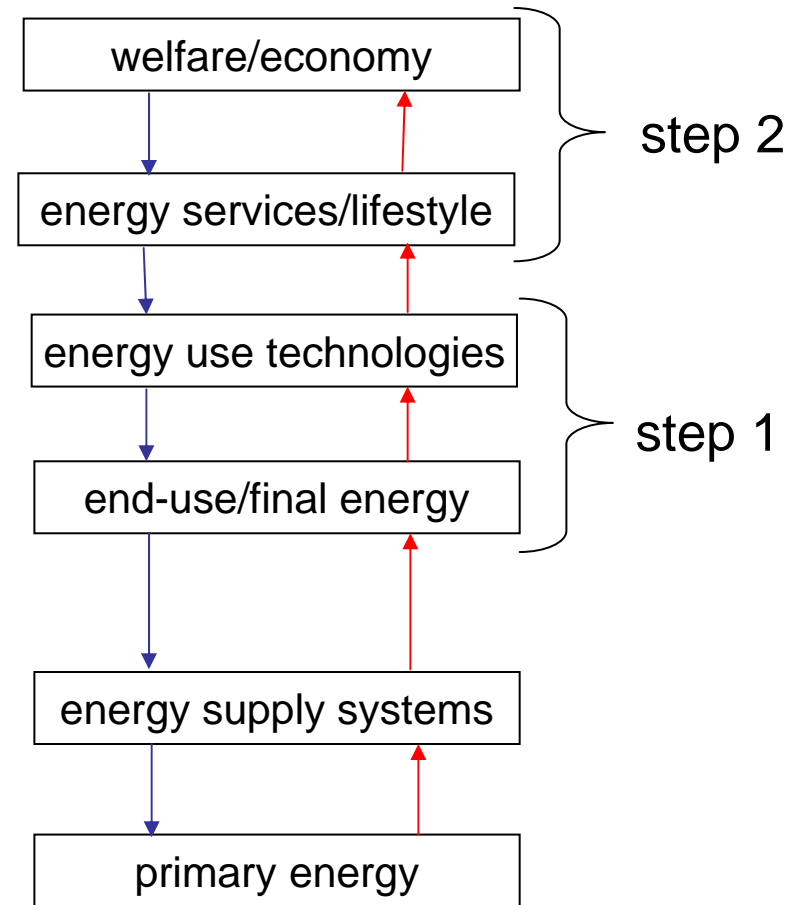 welfare/economy
step 2
energy services/lifestyle
energy use technologies
step 1
end-use/final energy
energy supply systems
primary energy